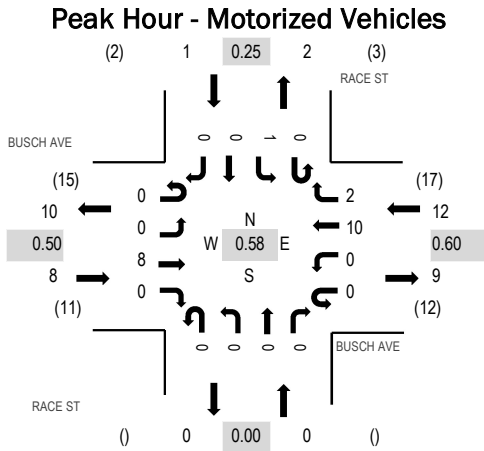 Peak Hour - Motorized Vehicles
(2) 1 0.25 2 (3)
RACE ST
BUSCH AVE
0 0 1 0
(15) (17)
0 2
10 12
0 10
N
0.50 W 0.58 E 0.60
8 0
S
8 9
0 0
(11) (12)
0 0 0 0
BUSCH AVE
RACE ST
() 0 0.00 0 ()